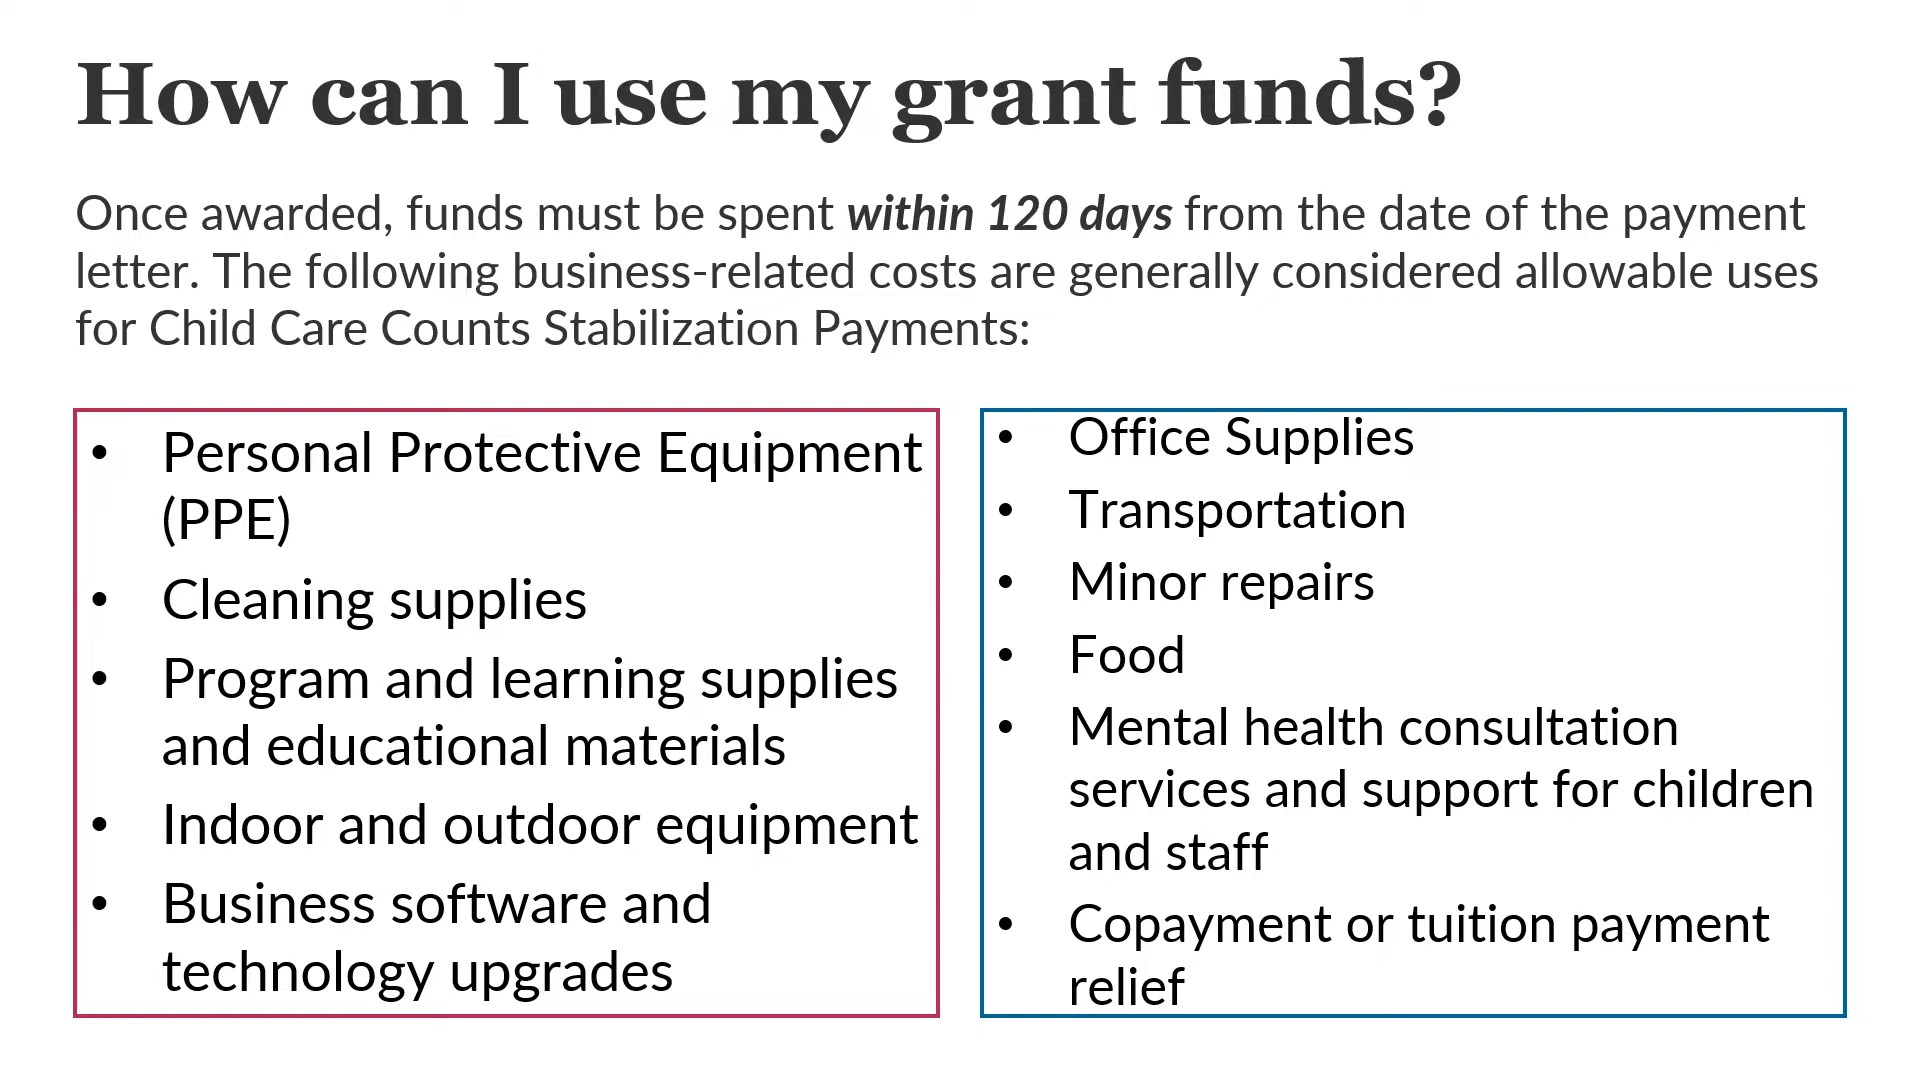 How can I use my grant funds?
Once awarded, funds must be spent within 120 days from the date of the payment
letter. The following business-related costs are generally considered allowable uses
for Child Care Counts Stabilization Payments:
• Personal Protective Equipment
(PPE)
• Cleaning supplies
• Program and learning supplies
and educational materials
• Indoor and outdoor equipment
• Business software and
technology upgrades
• Office Supplies
• Transportation
• Minor repairs
• Food
• Mental health consultation
services and support for children
and staff
• Copayment or tuition payment
relief